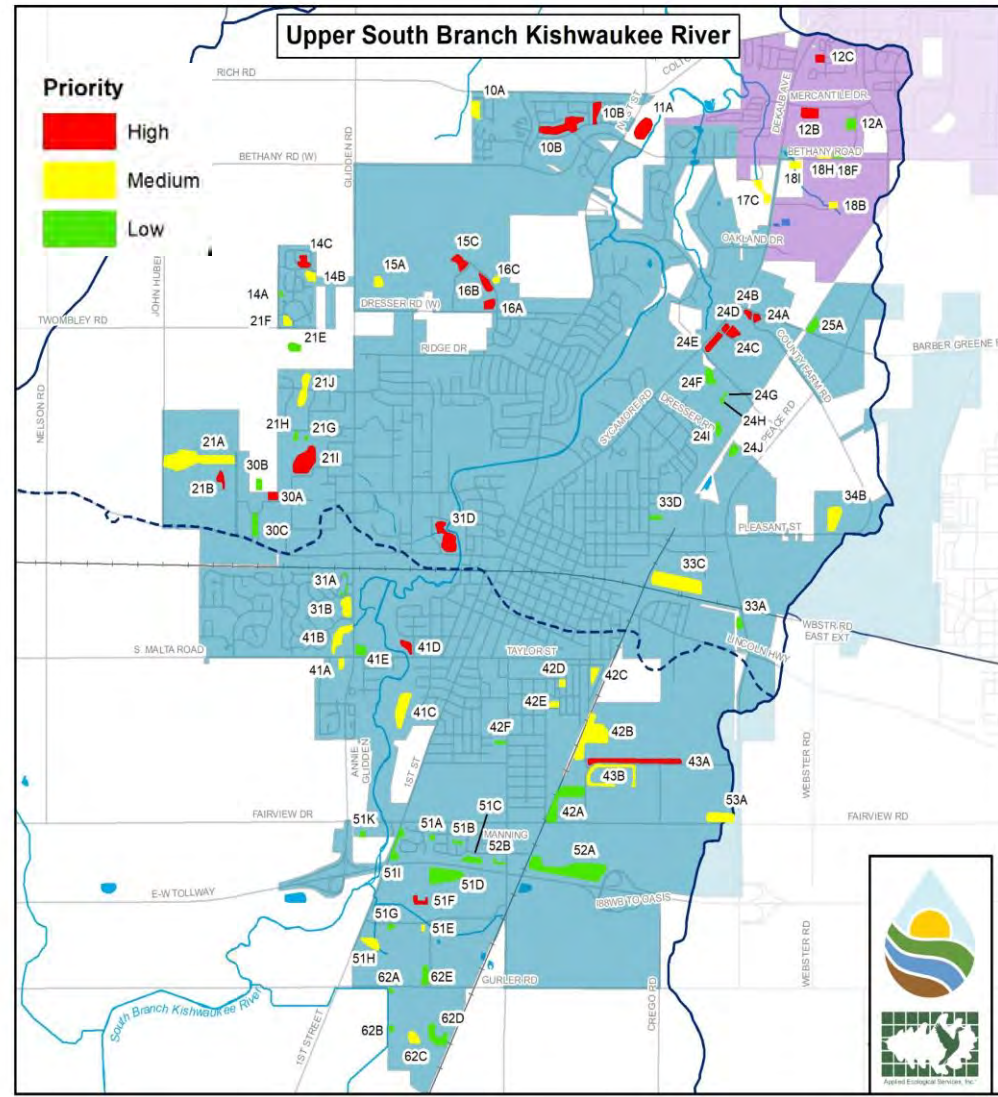 Upper South Branch Kishwaukee River
Priority
High
Medium
Low
RICH RD
10A
10B
N 1ST ST
11A
12C
MERCANTILE DR.
DEKALB AVE
12B
12A
10B
BETHANY RD (W)
GLIDDEN RD
BETHANY ROAD
18I
18H
18F
17C
18B
OAKLAND DR
14C
14B
14A
15A
15C
16C
16B
16A
DRESSER RD (W)
TWOMBLEY RD
21F
21E
RIDGE DR
24B
24D
24A
24E
24C
25A
COUNTY FARM RD
24F
24G
24H
24I
24J
DRESSER RD
PEACE RD
SYCAMORE RD
NELSON RD
21J
21H
21G
21A
21I
21B
30B
30A
30C
31D
33D
34B
PLEASANT ST
33C
31A
31B
33A
EAST EXT
LINCOLN HWY
S. MALTA ROAD
41B
41A
41E
41D
TAYLOR ST
42D
42C
42E
41C
42F
42B
43A
43B
ANNIE GLIDDEN
1ST ST
WEBSTER RD
53A
42A
FAIRVIEW DR
FAIRVIEW RD
51K
51A
51B
51C
MANNING
52B
52A
51I
51D
E-W TOLLWAY
I88WB TO OASIS
51F
51G
51E
51H
62A
62E
GURLER RD
CREGO RD
WEBSTER RD
South Branch Kishwaukee River
1ST STREET
62B
62C
62D
Applied Ecological Services, Inc.